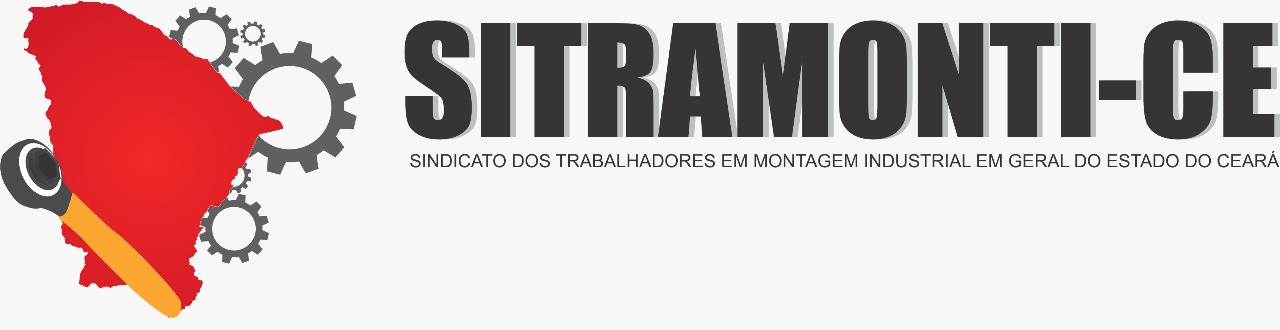 SITRAMONTI-CE
SINDICATO DOS TRABALHADORES EM MONTAGEM INDUSTRIAL EM GERAL DO ESTADO DO CEARÁ